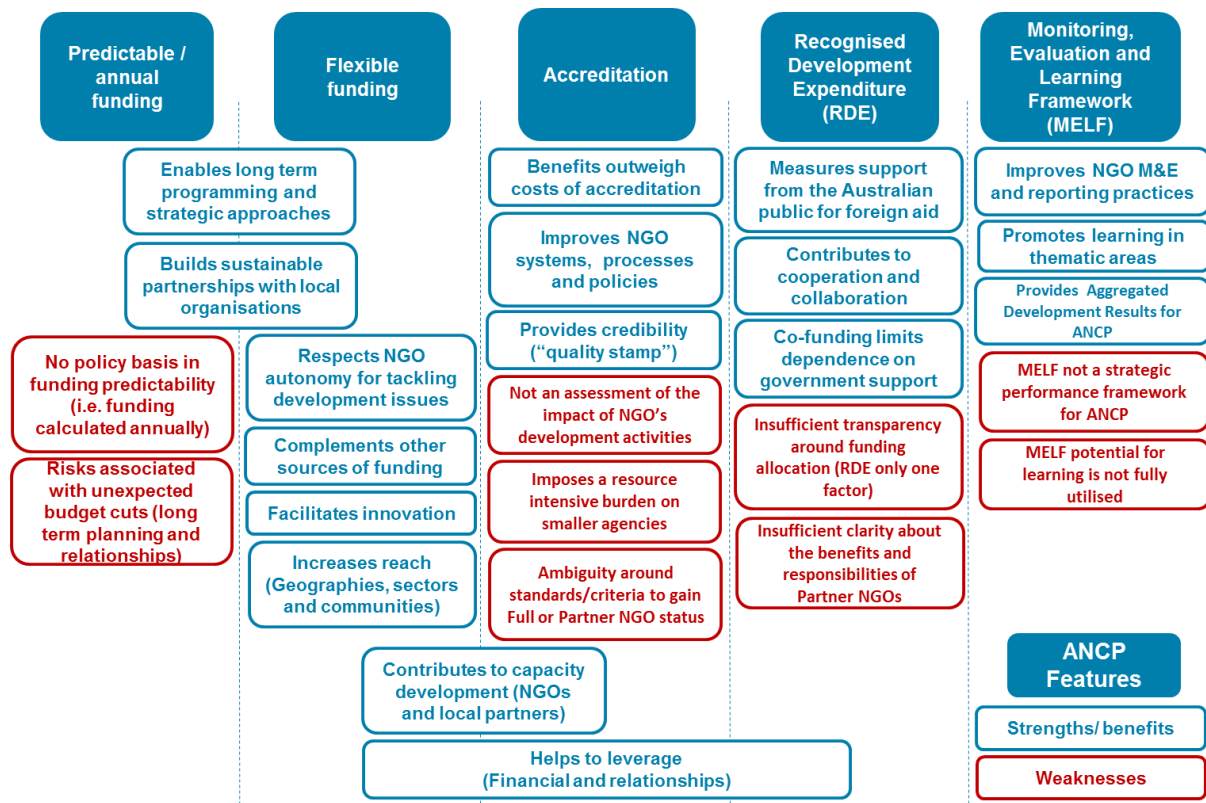 Predictable /
annual
funding
Flexible
funding
Accreditation
Recognised
Development
Expenditure
(RDE)
Monitoring,
Evaluation and
Learning
Framework
(MELF)
Enables long term
programming and
strategic approaches
Builds sustainable
partnerships with local
organisations
No policy basis in
funding predictability
(i.e. funding
calculated annually)
Risks associated
with unexpected
budget cuts (long
term planning and
relationships)
Respects NGO
autonomy for tackling
development issues
Complements other
sources of funding
Facilitates innovation
Increases reach
(Geographies, sectors
and communities)
Benefits outweigh
costs of accreditation
Improves NGO
systems, processes
and policies
Provides credibility
(“quality stamp”)
Not an assessment of the
impact of NGO’s
development activities
Imposes a resource
intensive burden on
smaller agencies
Ambiguity around
standards/criteria to gain
Full or Partner NGO status
Measures support
from the Australian
public for foreign aid
Contributes to
cooperation and
collaboration
Co-funding limits
dependence on
government support
Insufficient transparency
around funding
allocation (RDE only one
factor)
Insufficient clarity about
the benefits and
responsibilities of
Partner NGOs
Improves NGO M&E
and reporting practices
Promotes learning in
thematic areas
Provides Aggregated
Development Results for
ANCP
MELF not a strategic
performance framework
for ANCP
MELF potential for
learning is not fully
utilised
Contributes to capacity
development (NGOs
and local partners)
Helps to leverage
(Financial and relationships)
ANCP
Features
Strengths/ benefits
Weaknesses